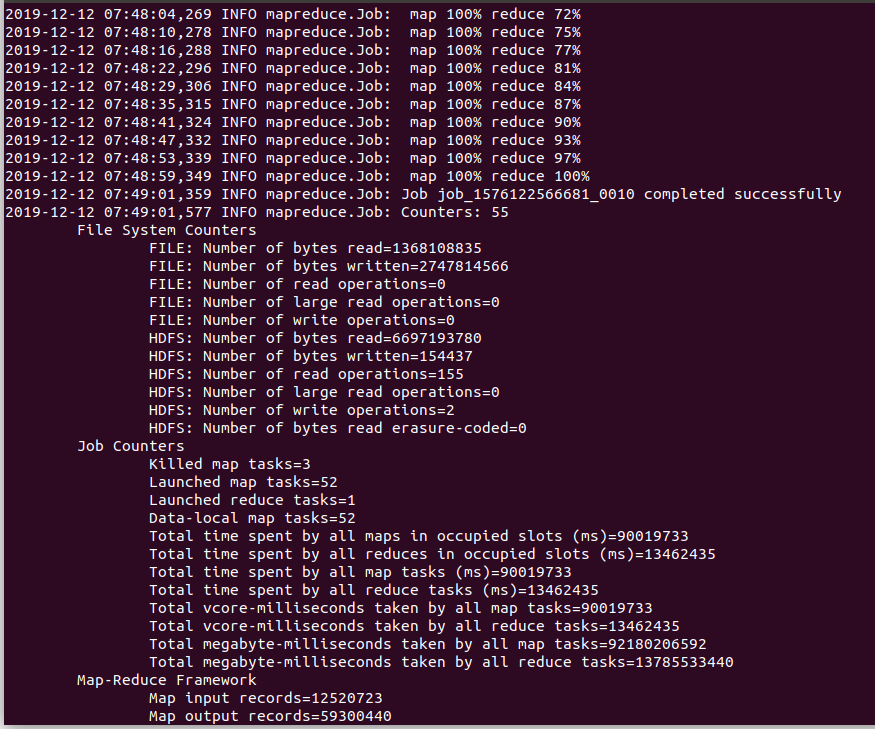 2019-12-12 07:48:04,269 INFO mapreduce.Job:  map 100% reduce 72%
2019-12-12 07:48:10,278 INFO mapreduce.Job:  map 100% reduce 75%
2019-12-12 07:48:16,288 INFO mapreduce.Job:  map 100% reduce 77%
2019-12-12 07:48:22,296 INFO mapreduce.Job:  map 100% reduce 81%
2019-12-12 07:48:29,306 INFO mapreduce.Job:  map 100% reduce 84%
2019-12-12 07:48:35,315 INFO mapreduce.Job:  map 100% reduce 87%
2019-12-12 07:48:41,324 INFO mapreduce.Job:  map 100% reduce 90%
2019-12-12 07:48:47,332 INFO mapreduce.Job:  map 100% reduce 93%
2019-12-12 07:48:53,339 INFO mapreduce.Job:  map 100% reduce 97%
2019-12-12 07:48:59,349 INFO mapreduce.Job:  map 100% reduce 100%
2019-12-12 07:49:01,359 INFO mapreduce.Job: Job job_1576122566681_0010 completed successfully
2019-12-12 07:49:01,577 INFO mapreduce.Job: Counters: 55
File System Counters
FILE: Number of bytes read=1368108835
FILE: Number of bytes written=2747814566
FILE: Number of read operations=0
FILE: Number of large read operations=0
FILE: Number of write operations=0
HDFS: Number of bytes read=6697193780
HDFS: Number of bytes written=154437
HDFS: Number of read operations=155
HDFS: Number of large read operations=0
HDFS: Number of write operations=2
HDFS: Number of bytes read erasure-coded=0
Job Counters
Killed map tasks=3
Launched map tasks=52
Launched reduce tasks=1
Data-local map tasks=52
Total time spent by all maps in occupied slots (ms)=90019733
Total time spent by all reduces in occupied slots (ms)=13462435
Total time spent by all map tasks (ms)=90019733
Total time spent by all reduce tasks (ms)=13462435
Total vcore-milliseconds taken by all map tasks=90019733
Total vcore-milliseconds taken by all reduce tasks=13462435
Total megabyte-milliseconds taken by all map tasks=92180206592
Total megabyte-milliseconds taken by all reduce tasks=13785533440
Map-Reduce Framework
Map input records=12520723
Map output records=59300440